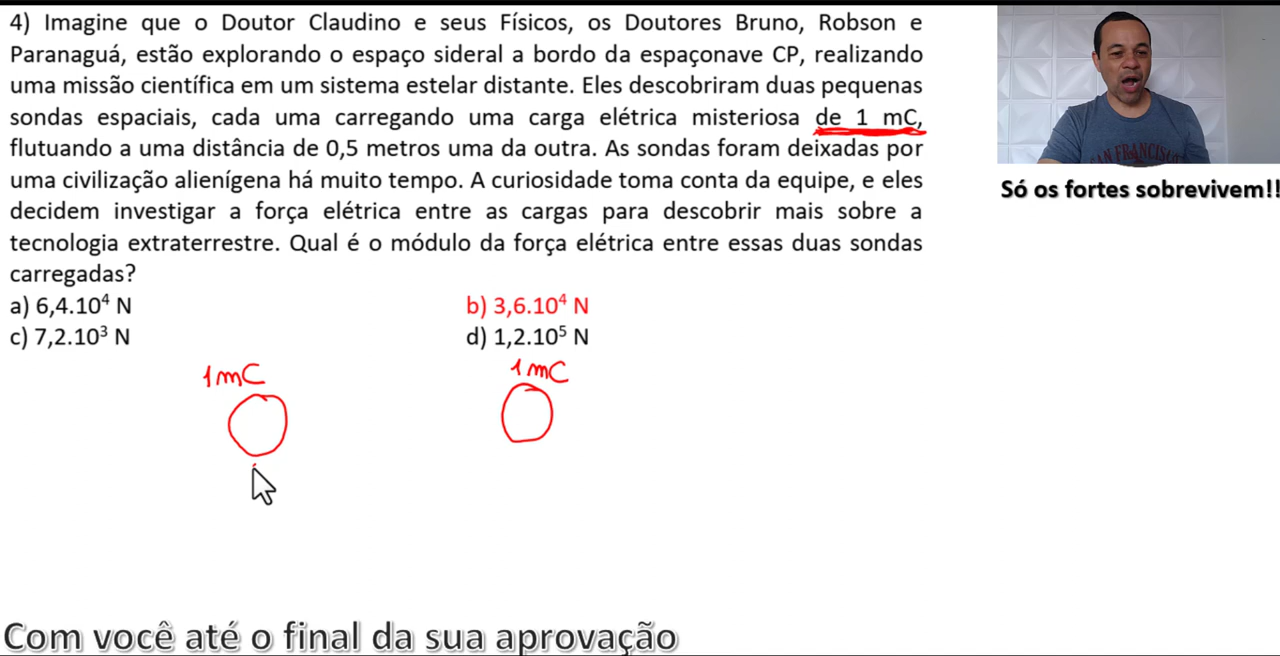 4) Imagine que o Doutor Claudino e seus Físicos, os Doutores Bruno, Robson e
Paranaguá, estão explorando o espaço sideral a bordo da espaçonave CP, realizando
uma missão científica em um sistema estelar distante. Eles descobriram duas pequenas
sondas espaciais, cada uma carregando uma carga elétrica misteriosa de 1 mC,
flutuando a uma distância de 0,5 metros uma da outra. As sondas foram deixadas por
uma civilização alienígena há muito tempo. A curiosidade toma conta da equipe, e eles
decidem investigar a força elétrica entre as cargas para descobrir mais sobre a
tecnologia extraterrestre. Qual é o módulo da força elétrica entre essas duas sondas
carregadas?
a) 6,4.10⁴ N
b) 3,6.10⁴ N
c) 7,2.10³ N
d) 1,2.10⁵ N
1mC
1mC
AN FRANCISC
Só os fortes sobrevivem!!
Com você até o final da sua aprovação